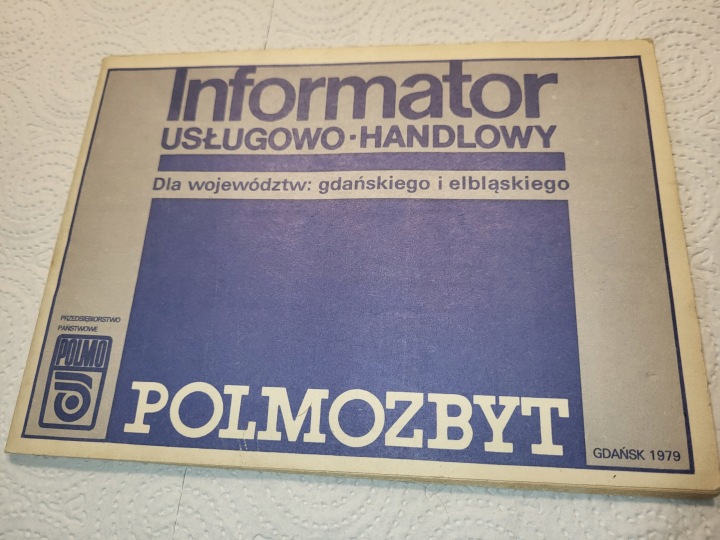 Informator
USŁUGOWO·HANDLOWY
Dla województw: gdańskiego i elbląskiego
PRZEDSIĘBIORSTWO
PAŃSTWOWE
POLMO
POLMOZBYT
GDAŃSK 1979